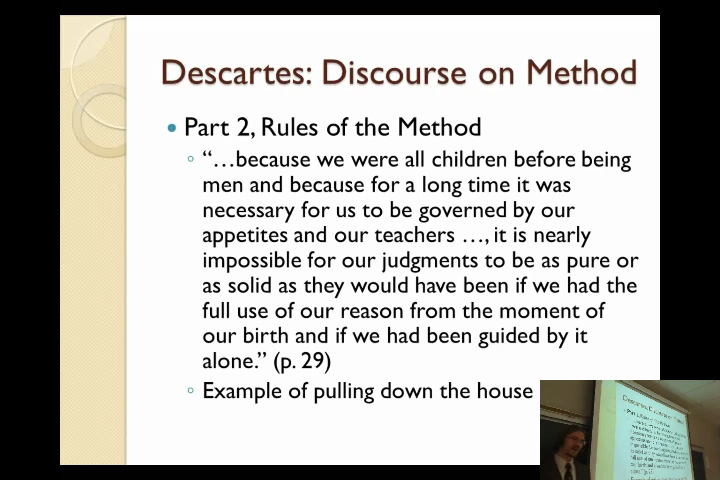 Descartes: Discourse on Method
Part 2, Rules of the Method
“…because we were all children before being
men and because for a long time it was
necessary for us to be governed by our
appetites and our teachers …, it is nearly
impossible for our judgments to be as pure or
as solid as they would have been if we had the
full use of our reason from the moment of
our birth and if we had been guided by it
alone.” (p. 29)
Example of pulling down the house